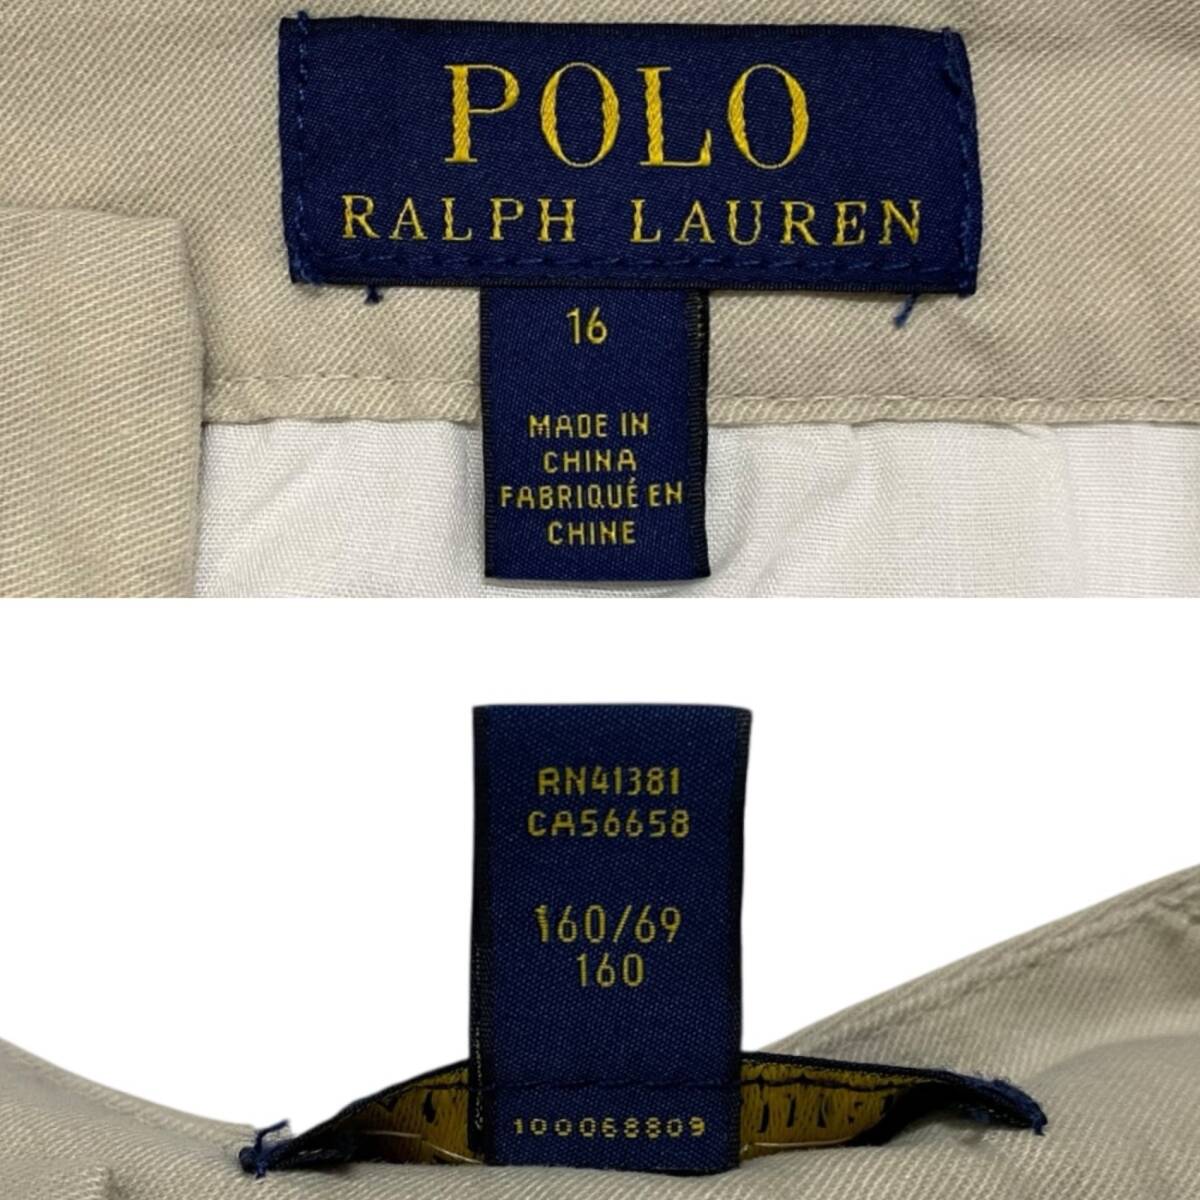 POLO
RALPH LAUREN
16
MADE IN
CHINA
FABRIQUÉ EN
CHINE
RN41381
CA56658
160/69
160
100068809